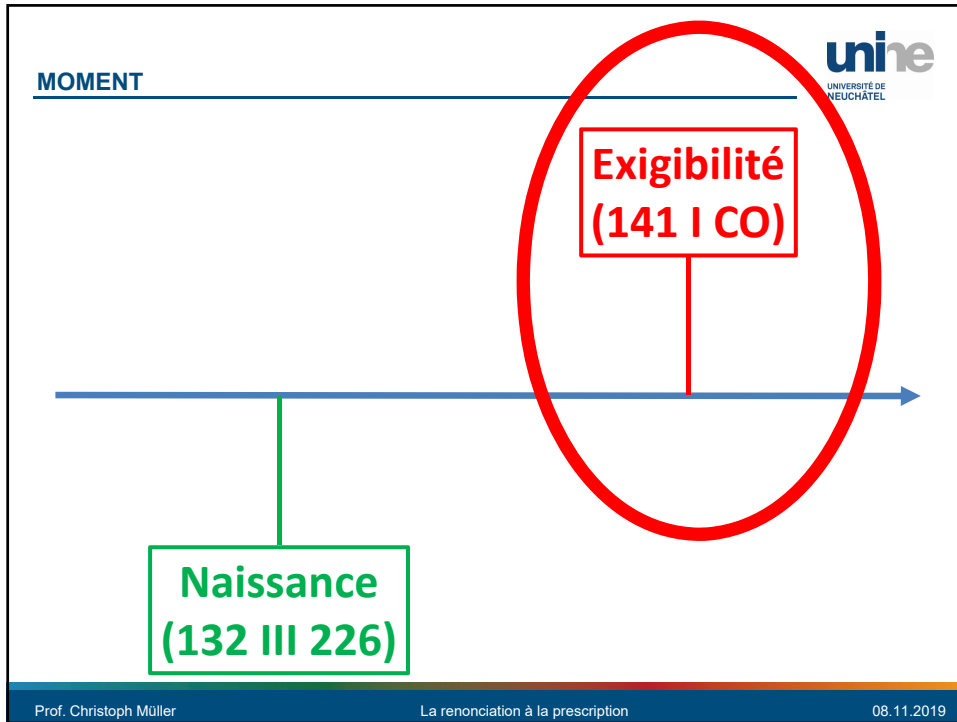 MOMENT
unine
UNIVERSITÉ DE
NEUCHÂTEL
Exigibilité
(141 I CO)
Naissance
(132 III 226)
Prof. Christoph Müller
La renonciation à la prescription
08.11.2019